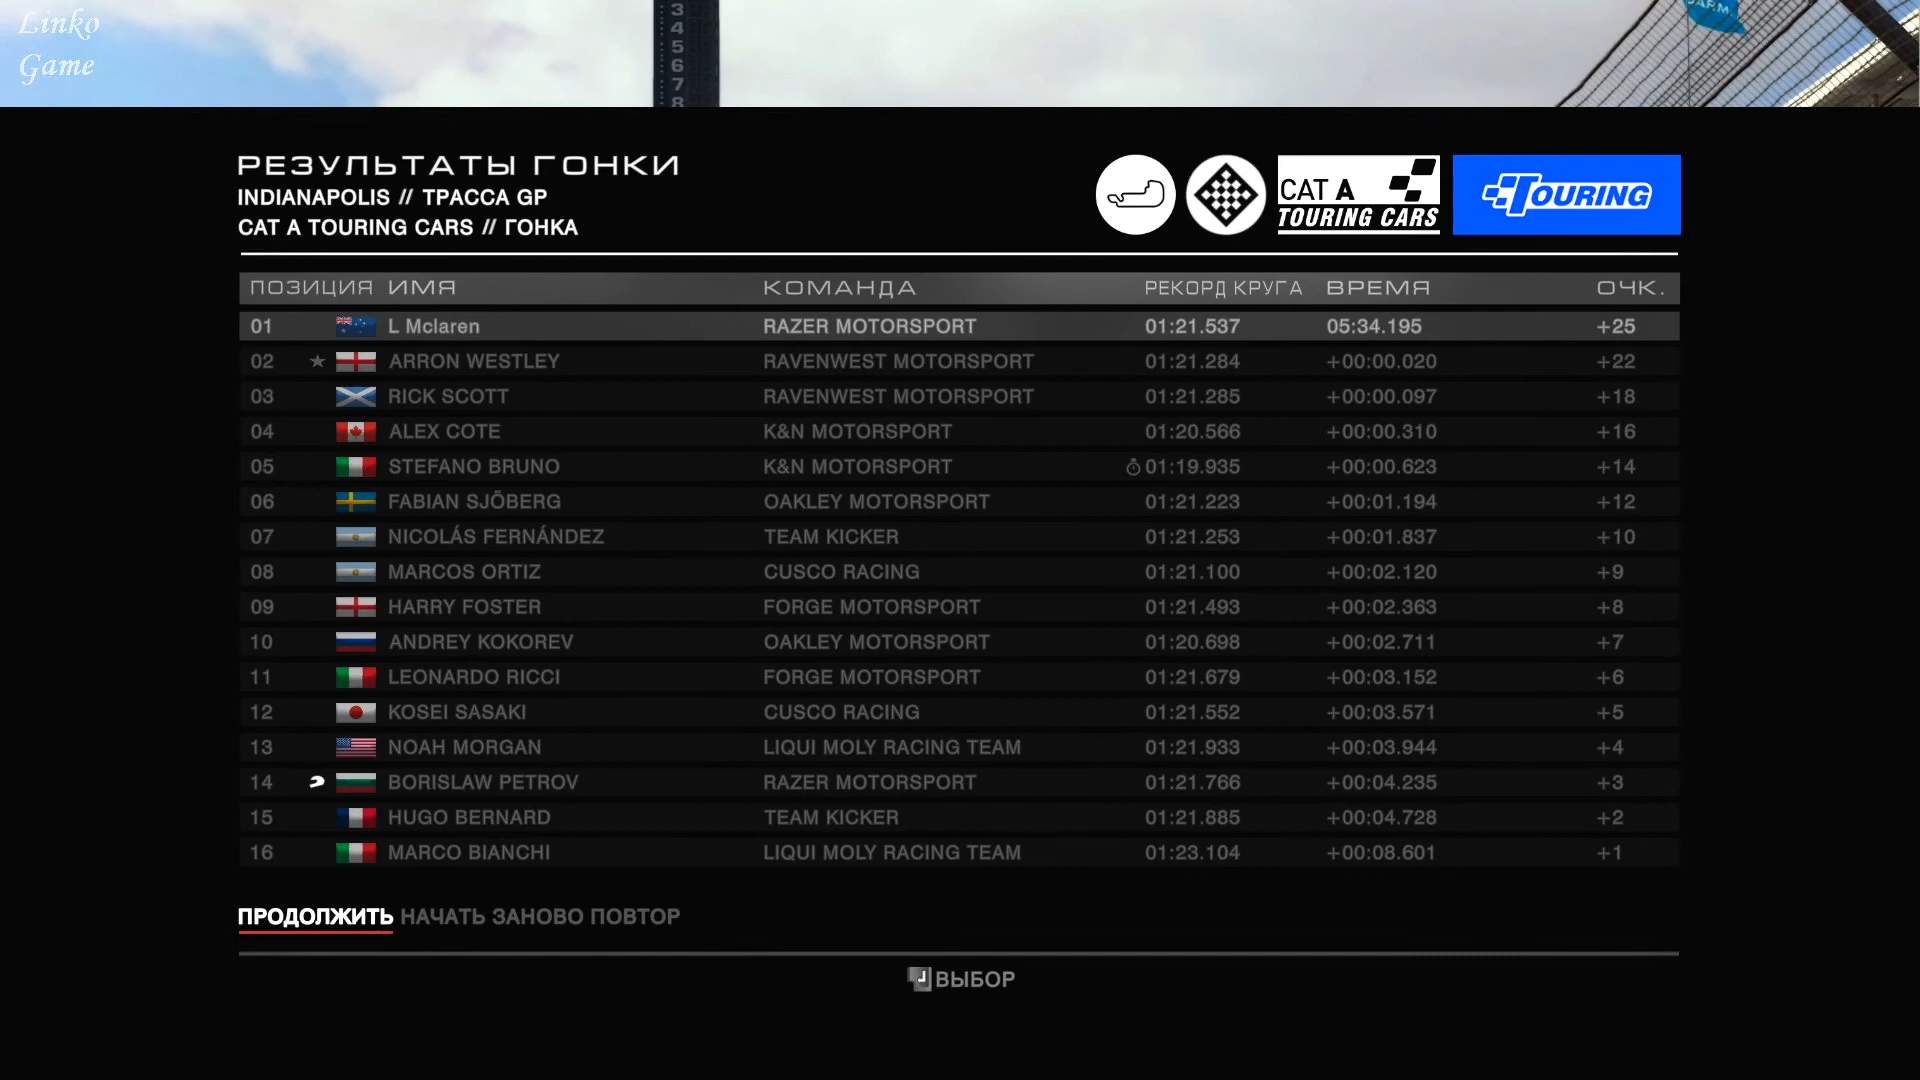 Linko
Game
3
4
5
6
7
8
РЕЗУЛЬТАТЫ ГОНКИ
INDIANAPOLIS // ТРАССА GP
CAT A TOURING CARS // ГОНКА
CAT A
TOURING CARS
TOURING
ПОЗИЦИЯ ИМЯ КОМАНДА РЕКОРД КРУГА ВРЕМЯ ОЧК.
01 L Mclaren RAZER MOTORSPORT 01:21.537 05:34.195 +25
02 ARRON WESTLEY RAVENWEST MOTORSPORT 01:21.284 +00:00.020 +22
03 RICK SCOTT RAVENWEST MOTORSPORT 01:21.285 +00:00.097 +18
04 ALEX COTE K&N MOTORSPORT 01:20.566 +00:00.310 +16
05 STEFANO BRUNO K&N MOTORSPORT 01:19.935 +00:00.623 +14
06 FABIAN SJÖBERG OAKLEY MOTORSPORT 01:21.223 +00:01.194 +12
07 NICOLÁS FERNÁNDEZ TEAM KICKER 01:21.253 +00:01.837 +10
08 MARCOS ORTIZ CUSCO RACING 01:21.100 +00:02.120 +9
09 HARRY FOSTER FORGE MOTORSPORT 01:21.493 +00:02.363 +8
10 ANDREY KOKOREV OAKLEY MOTORSPORT 01:20.698 +00:02.711 +7
11 LEONARDO RICCI FORGE MOTORSPORT 01:21.679 +00:03.152 +6
12 KOSEI SASAKI CUSCO RACING 01:21.552 +00:03.571 +5
13 NOAH MORGAN LIQUI MOLY RACING TEAM 01:21.933 +00:03.944 +4
14 BORISLAW PETROV RAZER MOTORSPORT 01:21.766 +00:04.235 +3
15 HUGO BERNARD TEAM KICKER 01:21.885 +00:04.728 +2
16 MARCO BIANCHI LIQUI MOLY RACING TEAM 01:23.104 +00:08.601 +1
ПРОДОЛЖИТЬ НАЧАТЬ ЗАНОВО ПОВТОР
ВЫБОР